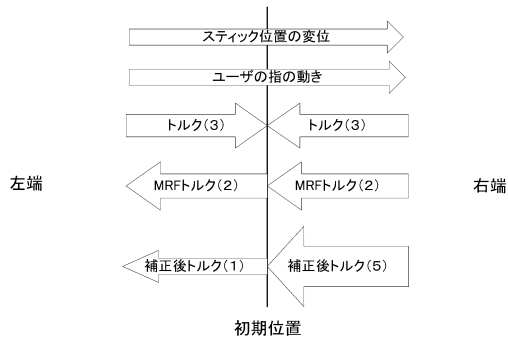 スティック位置の変位
ユーザの指の動き
トルク(3) トルク(3)
MRFトルク(2) MRFトルク(2)
左端 右端
補正後トルク(1) 補正後トルク(5)
初期位置